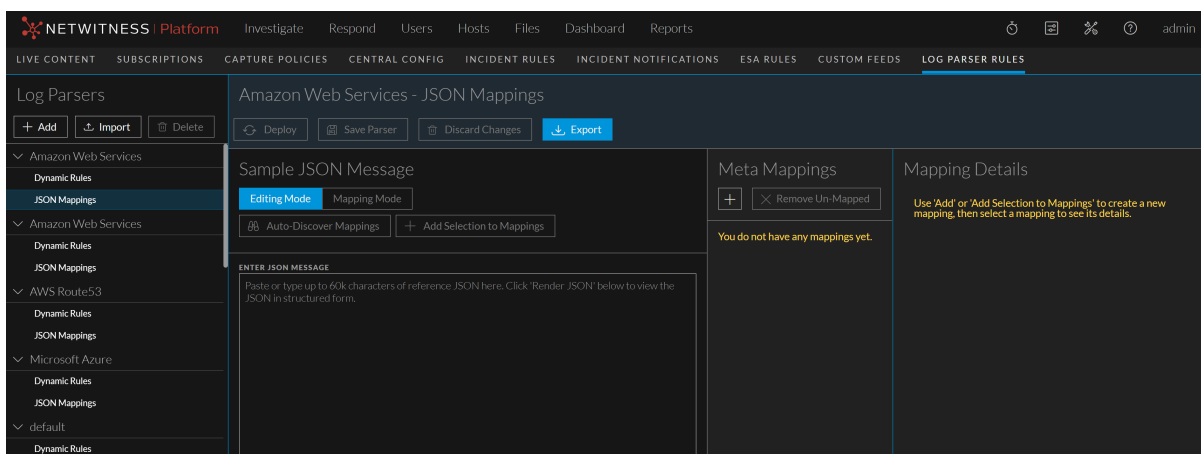 NETWITNESS Platform Investigate Respond Users Hosts Files Dashboard Reports admin
LIVE CONTENT SUBSCRIPTIONS CAPTURE POLICIES CENTRAL CONFIG INCIDENT RULES INCIDENT NOTIFICATIONS ESA RULES CUSTOM FEEDS LOG PARSER RULES
Log Parsers
+ Add Import Delete
Amazon Web Services
Dynamic Rules
JSON Mappings
Amazon Web Services
Dynamic Rules
JSON Mappings
AWS Route53
Dynamic Rules
JSON Mappings
Microsoft Azure
Dynamic Rules
JSON Mappings
default
Dynamic Rules
Amazon Web Services - JSON Mappings
Deploy Save Parser Discard Changes Export
Sample JSON Message
Editing Mode Mapping Mode
Auto-Discover Mappings + Add Selection to Mappings
ENTER JSON MESSAGE
Paste or type up to 60k characters of reference JSON here. Click 'Render JSON' below to view the
JSON in structured form.
Meta Mappings
+ Remove Un-Mapped
You do not have any mappings yet.
Mapping Details
Use 'Add' or 'Add Selection to Mappings' to create a new
mapping, then select a mapping to see its details.